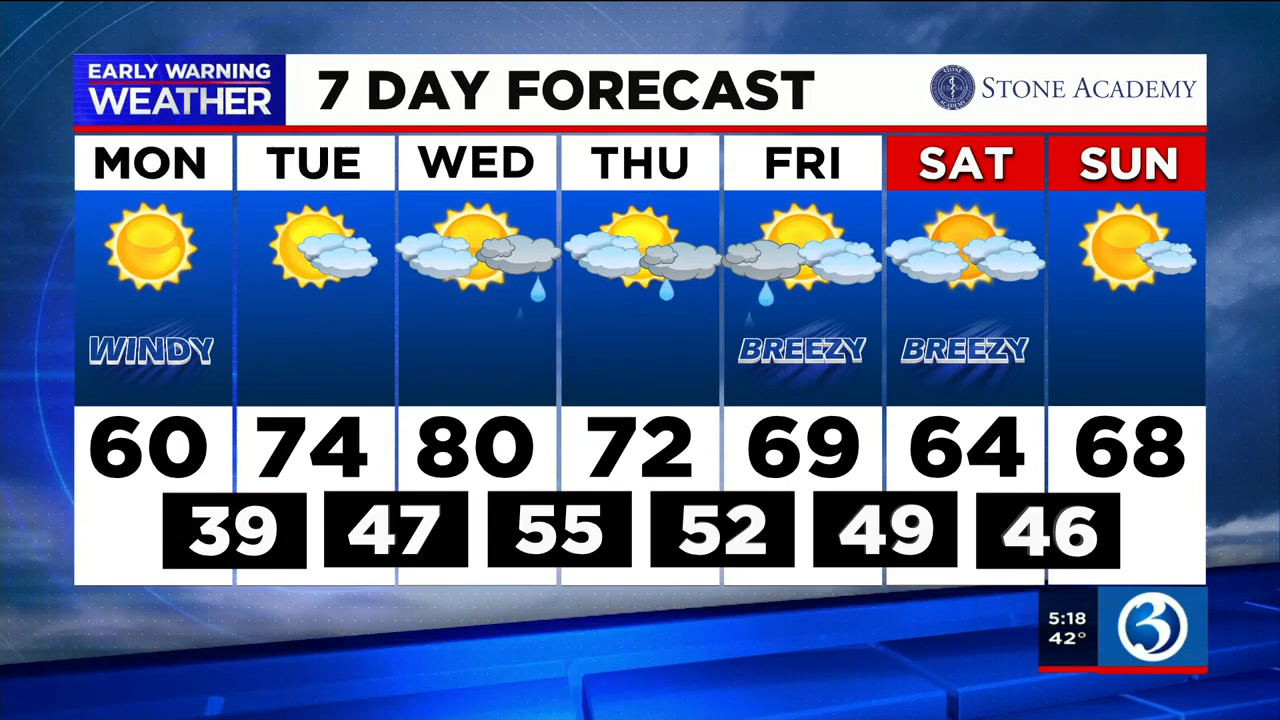 EARLY WARNING
WEATHER
7 DAY FORECAST
STONE ACADEMY
MON TUE WED THU FRI SAT SUN
WINDY BREEZY BREEZY
60 74 80 72 69 64 68
39 47 55 52 49 46
5:18
42°
3